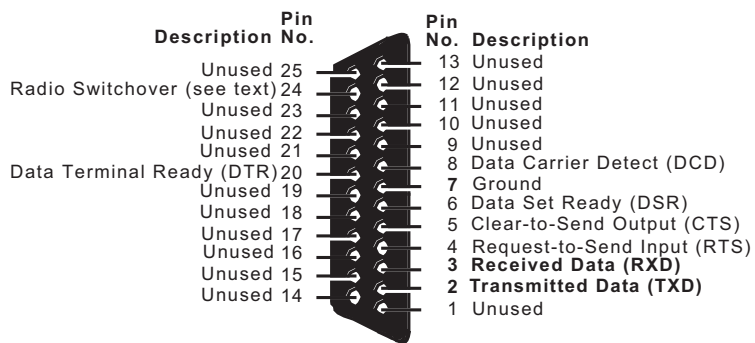 Description Pin No.
Unused 25
Radio Switchover (see text) 24
Unused 23
Unused 22
Unused 21
Data Terminal Ready (DTR) 20
Unused 19
Unused 18
Unused 17
Unused 16
Unused 15
Unused 14
Pin No. Description
13 Unused
12 Unused
11 Unused
10 Unused
9 Unused
8 Data Carrier Detect (DCD)
7 Ground
6 Data Set Ready (DSR)
5 Clear-to-Send Output (CTS)
4 Request-to-Send Input (RTS)
3 Received Data (RXD)
2 Transmitted Data (TXD)
1 Unused